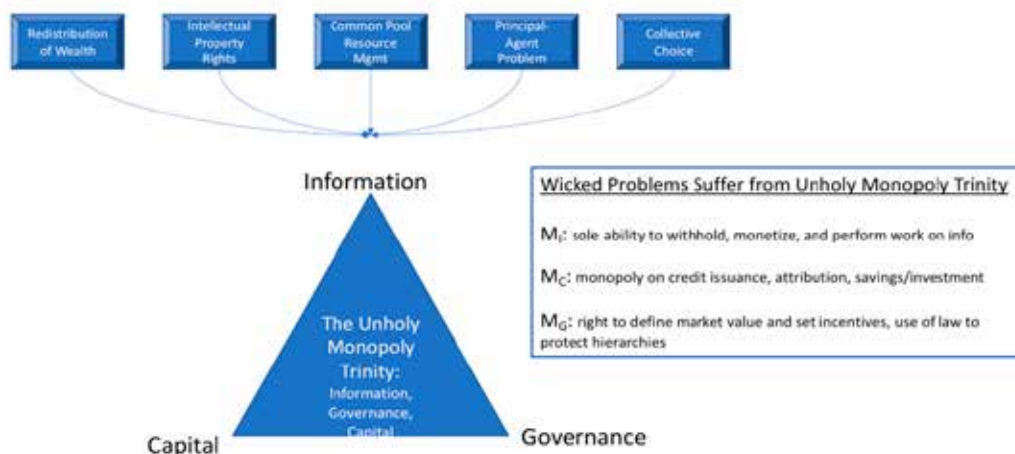 Redistribution
of Wealth
Intellectual
Property
Rights
Common Pool
Resource
Mgmt
Principal-
Agent
Problem
Collective
Choice
Information
Wicked Problems Suffer from Unholy Monopoly Trinity
M_I: sole ability to withhold, monetize, and perform work on info
M_C: monopoly on credit issuance, attribution, savings/investment
M_G: right to define market value and set incentives, use of law to
protect hierarchies
The Unholy
Monopoly
Trinity:
Information,
Governance,
Capital
Capital
Governance